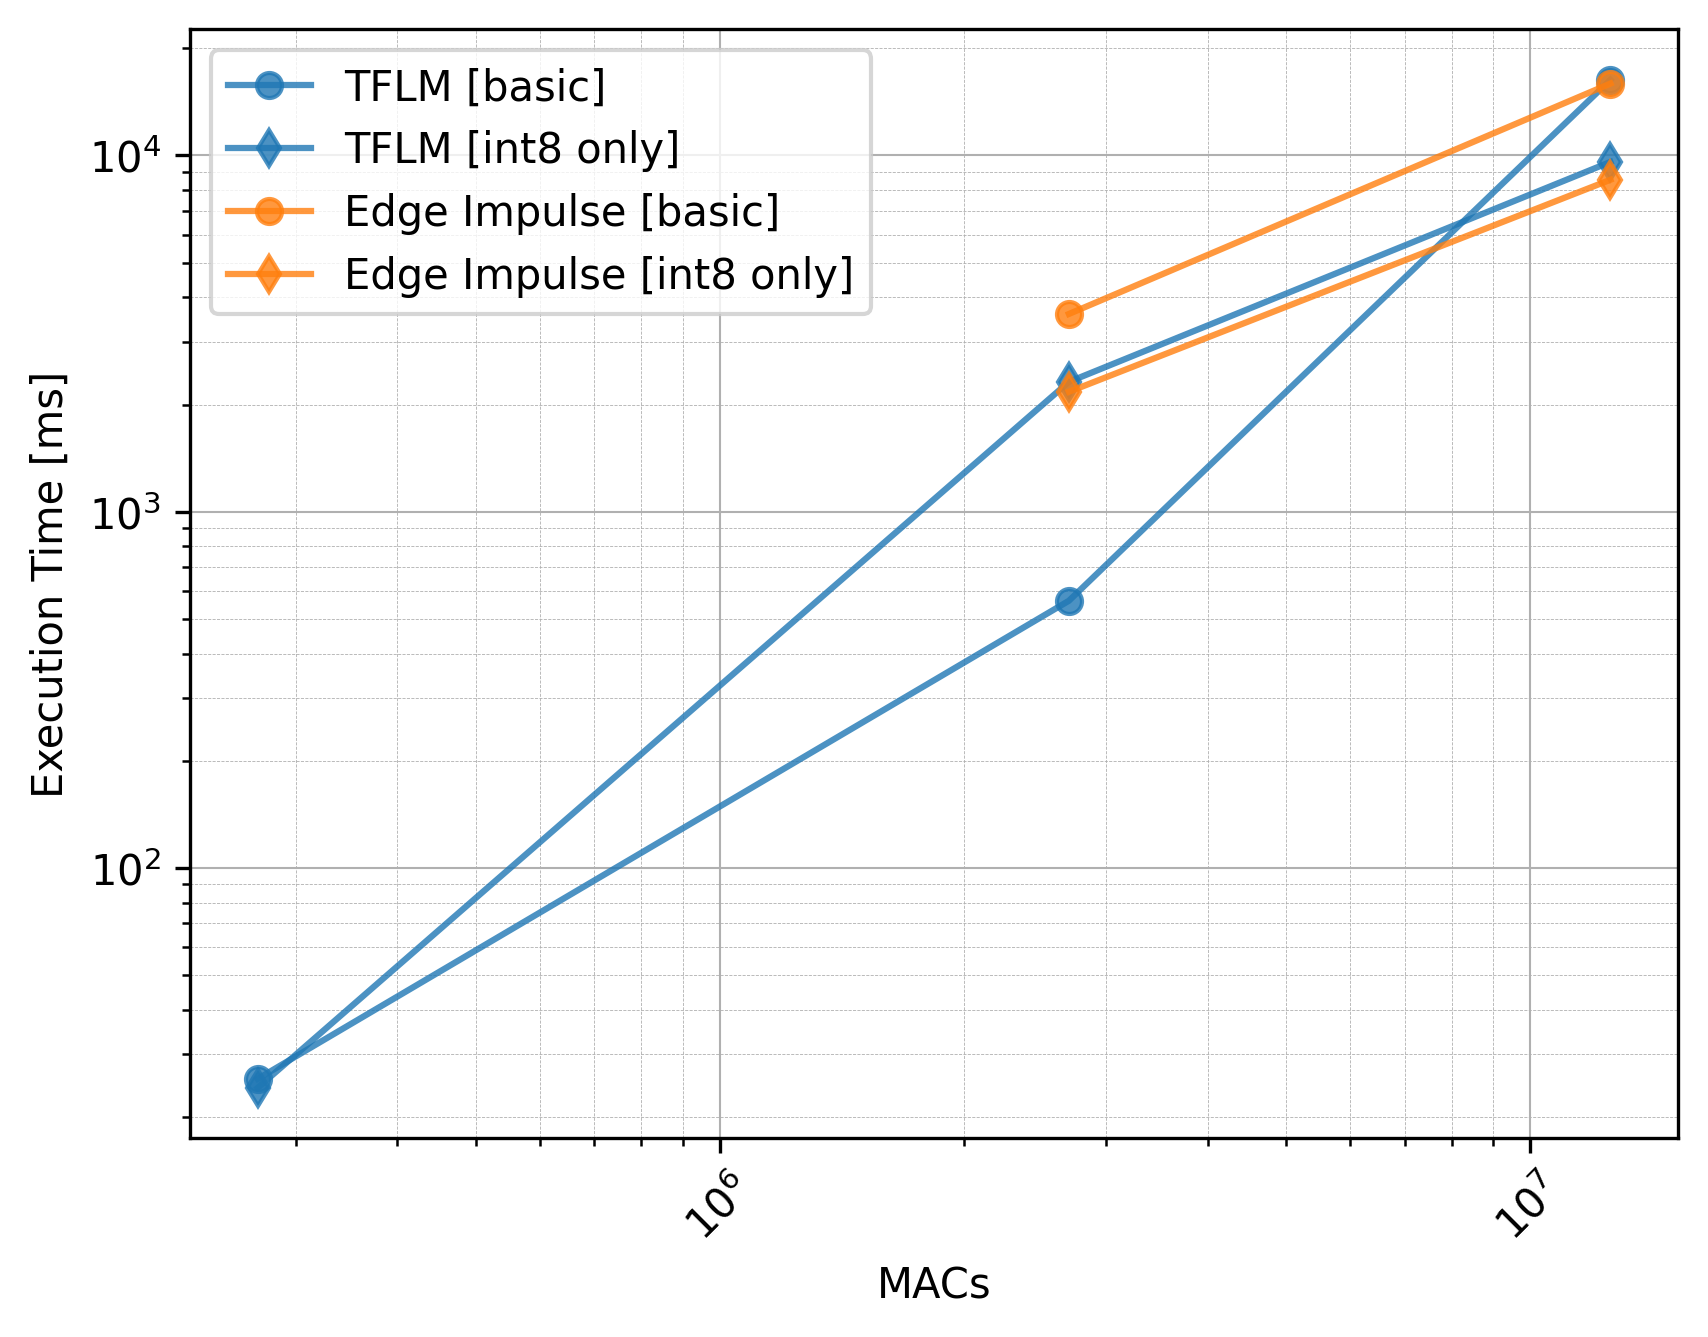 TFLM [basic]
TFLM [int8 only]
Edge Impulse [basic]
Edge Impulse [int8 only]
Execution Time [ms]
10⁴
10³
10²
10⁶
10⁷
MACs